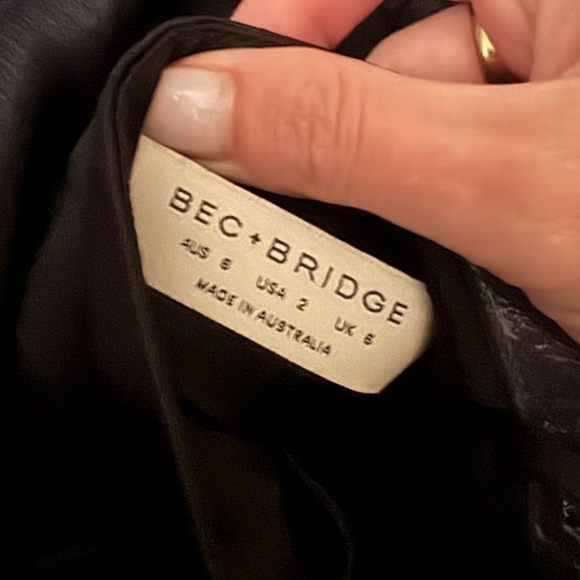 BEC+BRIDGE
AUS 6 USA 2 UK 6
MADE IN AUSTRALIA